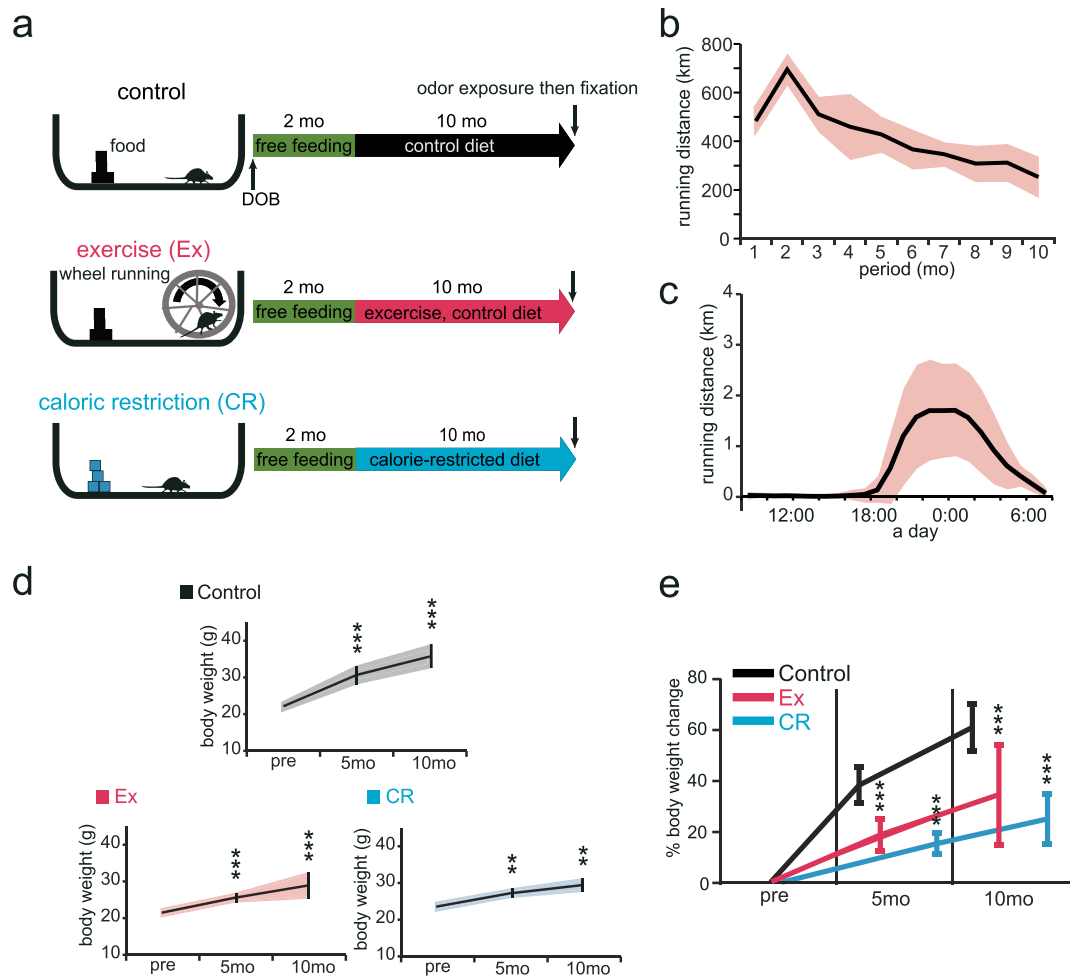 a
control
food
DOB
2 mo
10 mo
free feeding
control diet
odor exposure then fixation
exercise (Ex)
wheel running
2 mo
10 mo
free feeding
excercise, control diet
caloric restriction (CR)
2 mo
10 mo
free feeding
calorie-restricted diet
b
running distance (km)
800
600
400
200
0
1 2 3 4 5 6 7 8 9 10
period (mo)
c
running distance (km)
4
3
2
1
0
12:00 18:00 0:00 6:00
a day
d
Control
body weight (g)
40
30
20
10
***
***
pre 5mo 10mo
Ex
body weight (g)
40
30
20
10
***
***
pre 5mo 10mo
CR
body weight (g)
40
30
20
10
**
**
pre 5mo 10mo
e
Control
Ex
CR
% body weight change
80
60
40
20
0
***
***
***
***
pre 5mo 10mo